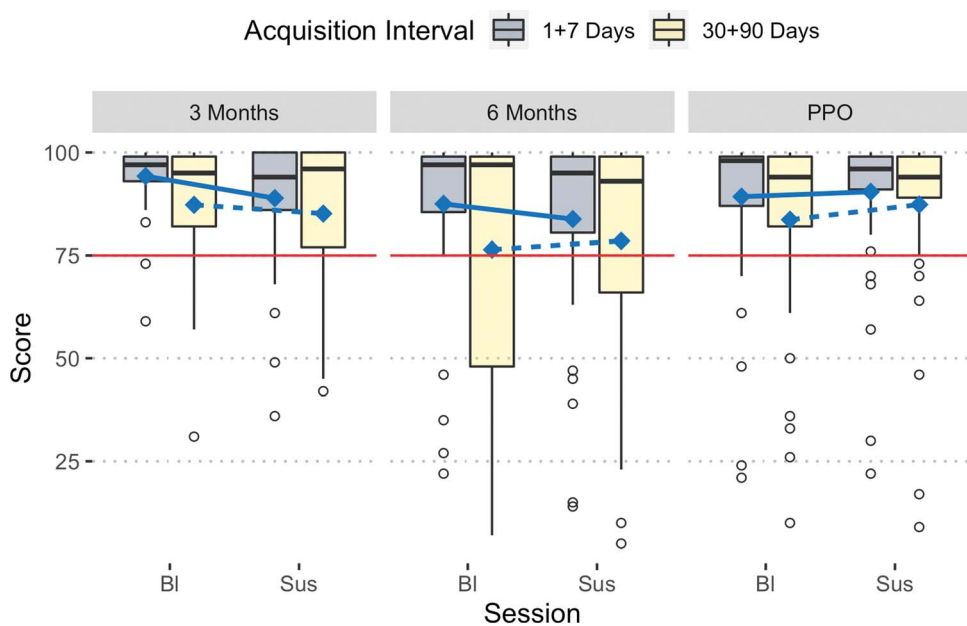 Acquisition Interval 1+7 Days 30+90 Days
3 Months 6 Months PPO
100
75
50
25
Score
Bl Sus Bl Sus Bl Sus
Session